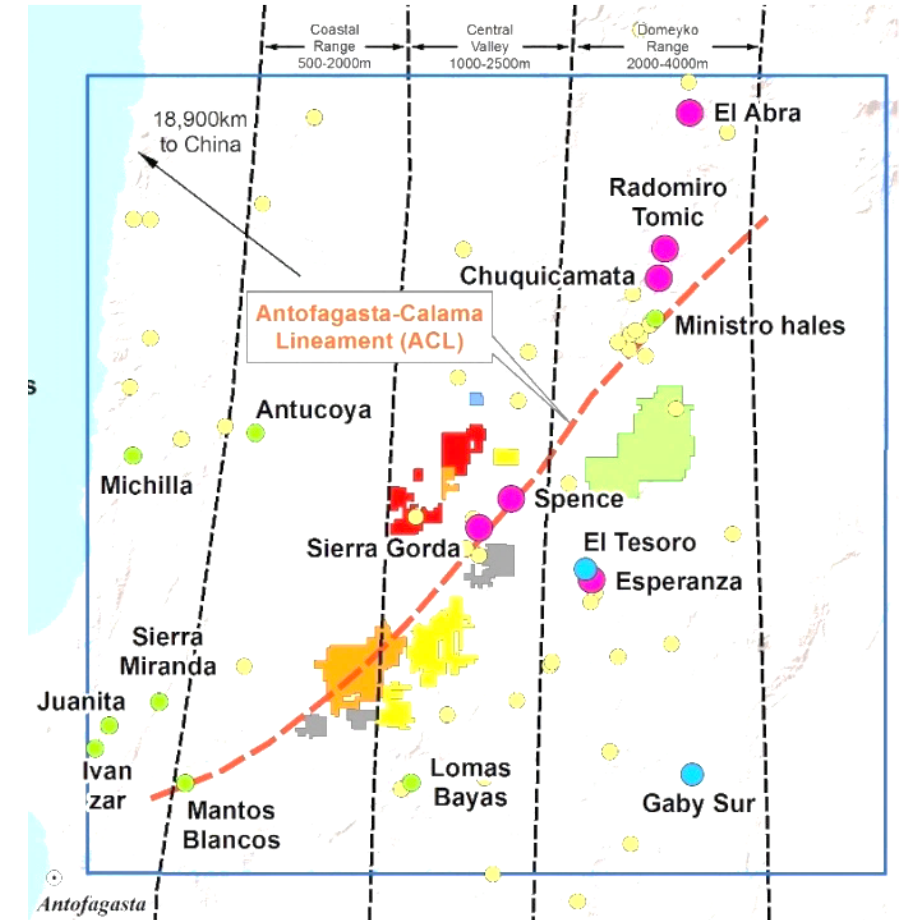 Coastal
Range
500-2000m
Central
Valley
1000-2500m
Domeyko
Range
2000-4000m
18,900km
to China
El Abra
Radomiro
Tomic
Chuquicamata
Antofagasta-Calama
Lineament (ACL)
Ministro hales
s
Antucoya
Michilla
Spence
Sierra Gorda
El Tesoro
Esperanza
Sierra
Miranda
Juanita
Ivan
zar
Mantos
Blancos
Lomas
Bayas
Gaby Sur
Antofagasta